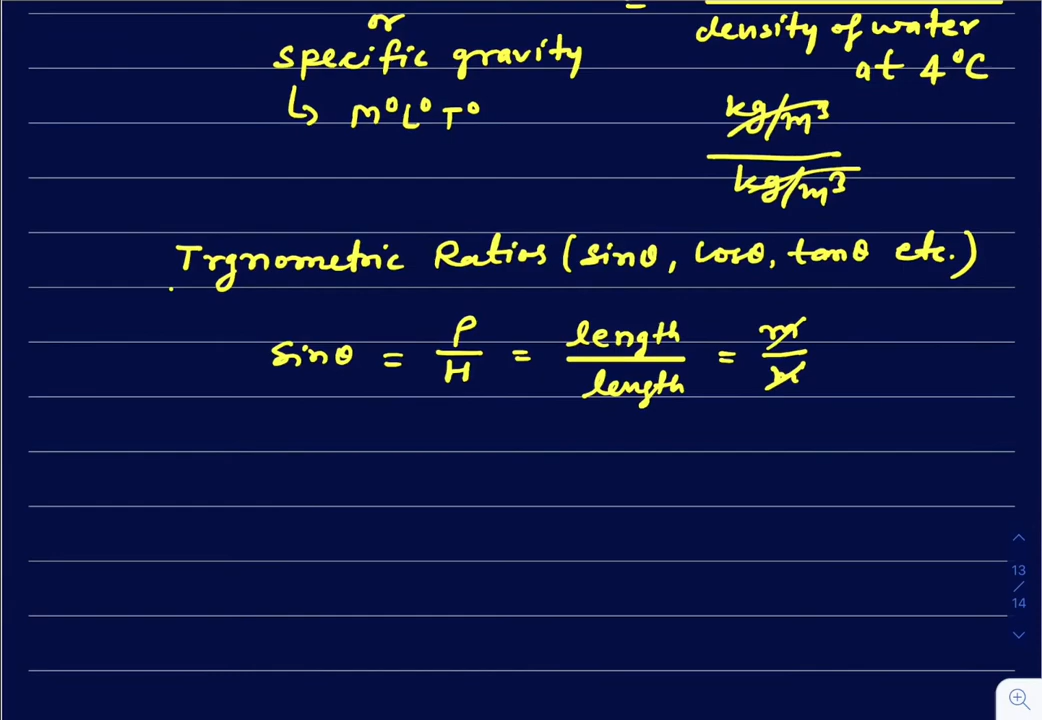 or
=
density of water
specific gravity
at 4°C
↳ M⁰L⁰T⁰
kg/m³
kg/m³
Trgnometric Ratios (sinθ, cosθ, tanθ etc.)
sinθ = P/H = length/length = m/m
13
/
14